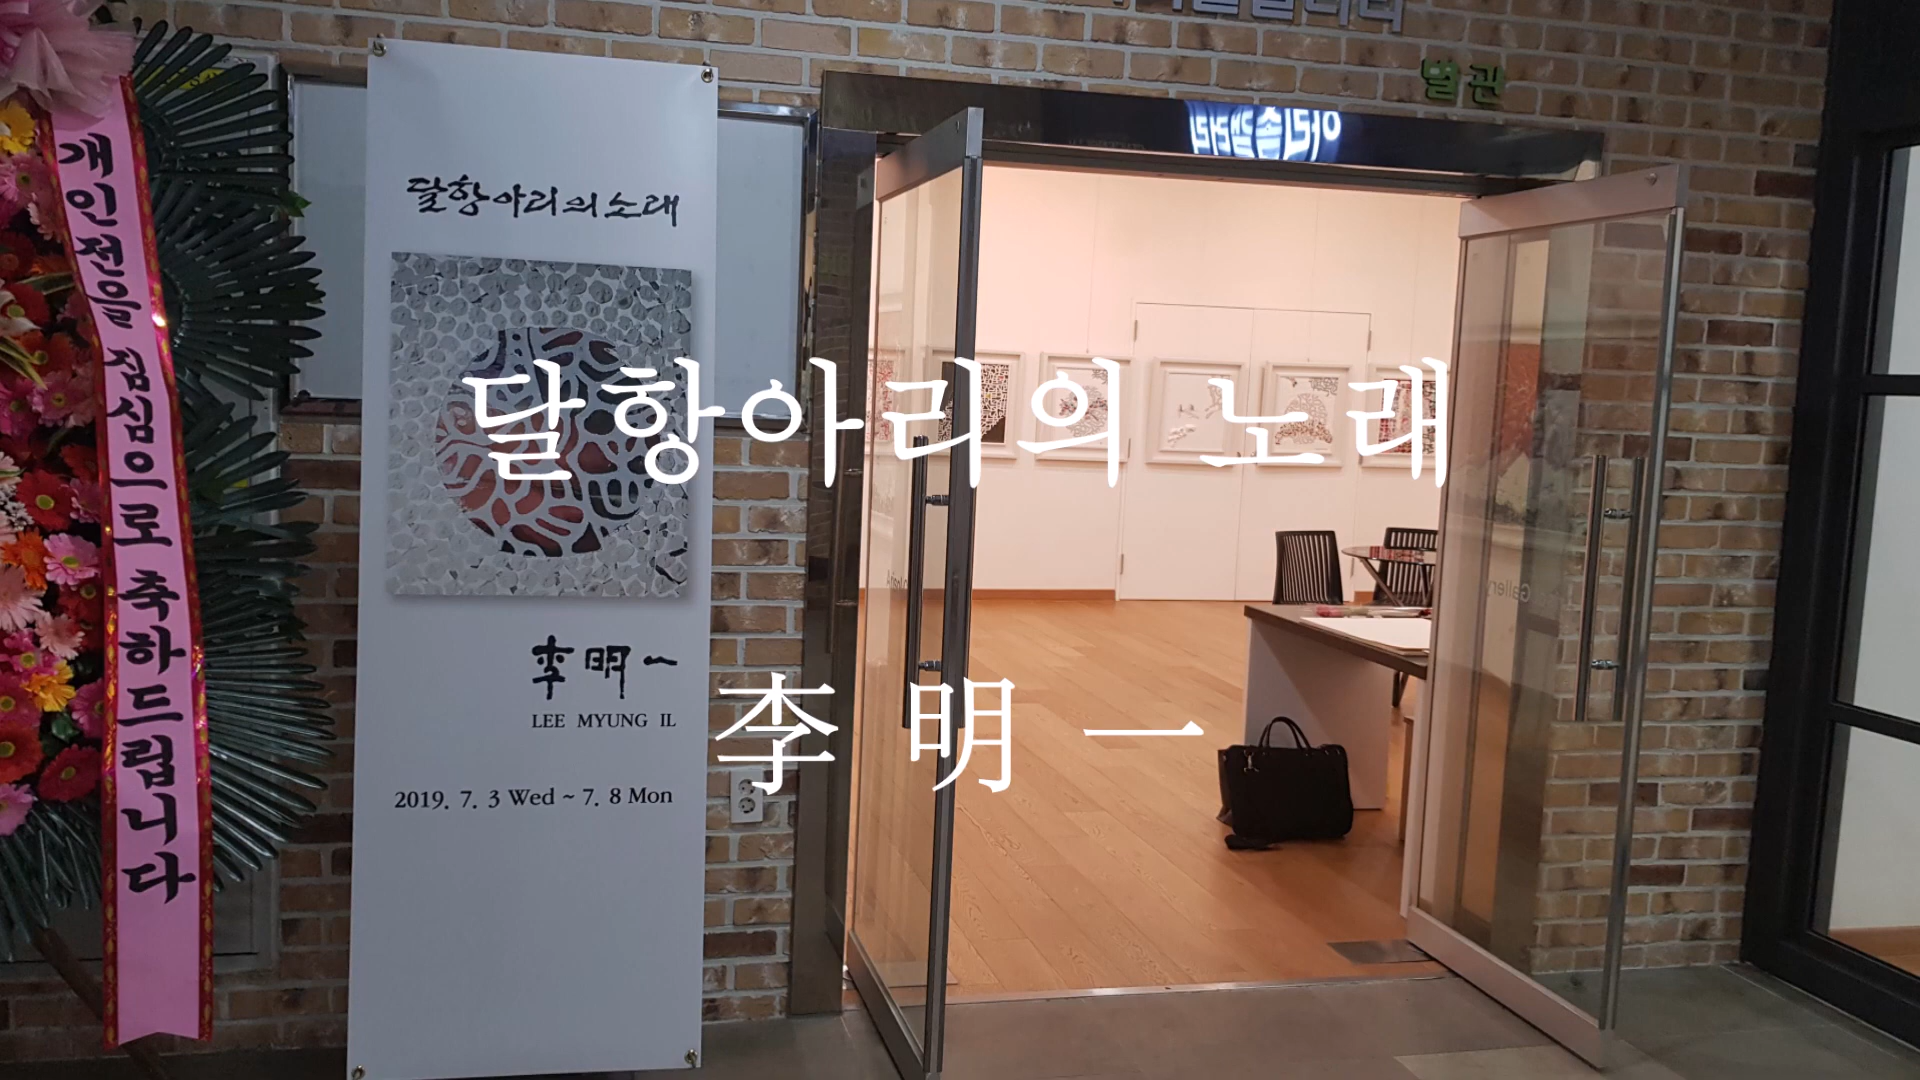 개인전을 진심으로 축하드립니다
달항아리의 노래
李明一
LEE MYUNG IL
2019. 7. 3 Wed ~ 7. 8 Mon
별관
Gallery
달항아리의 노래
李明一